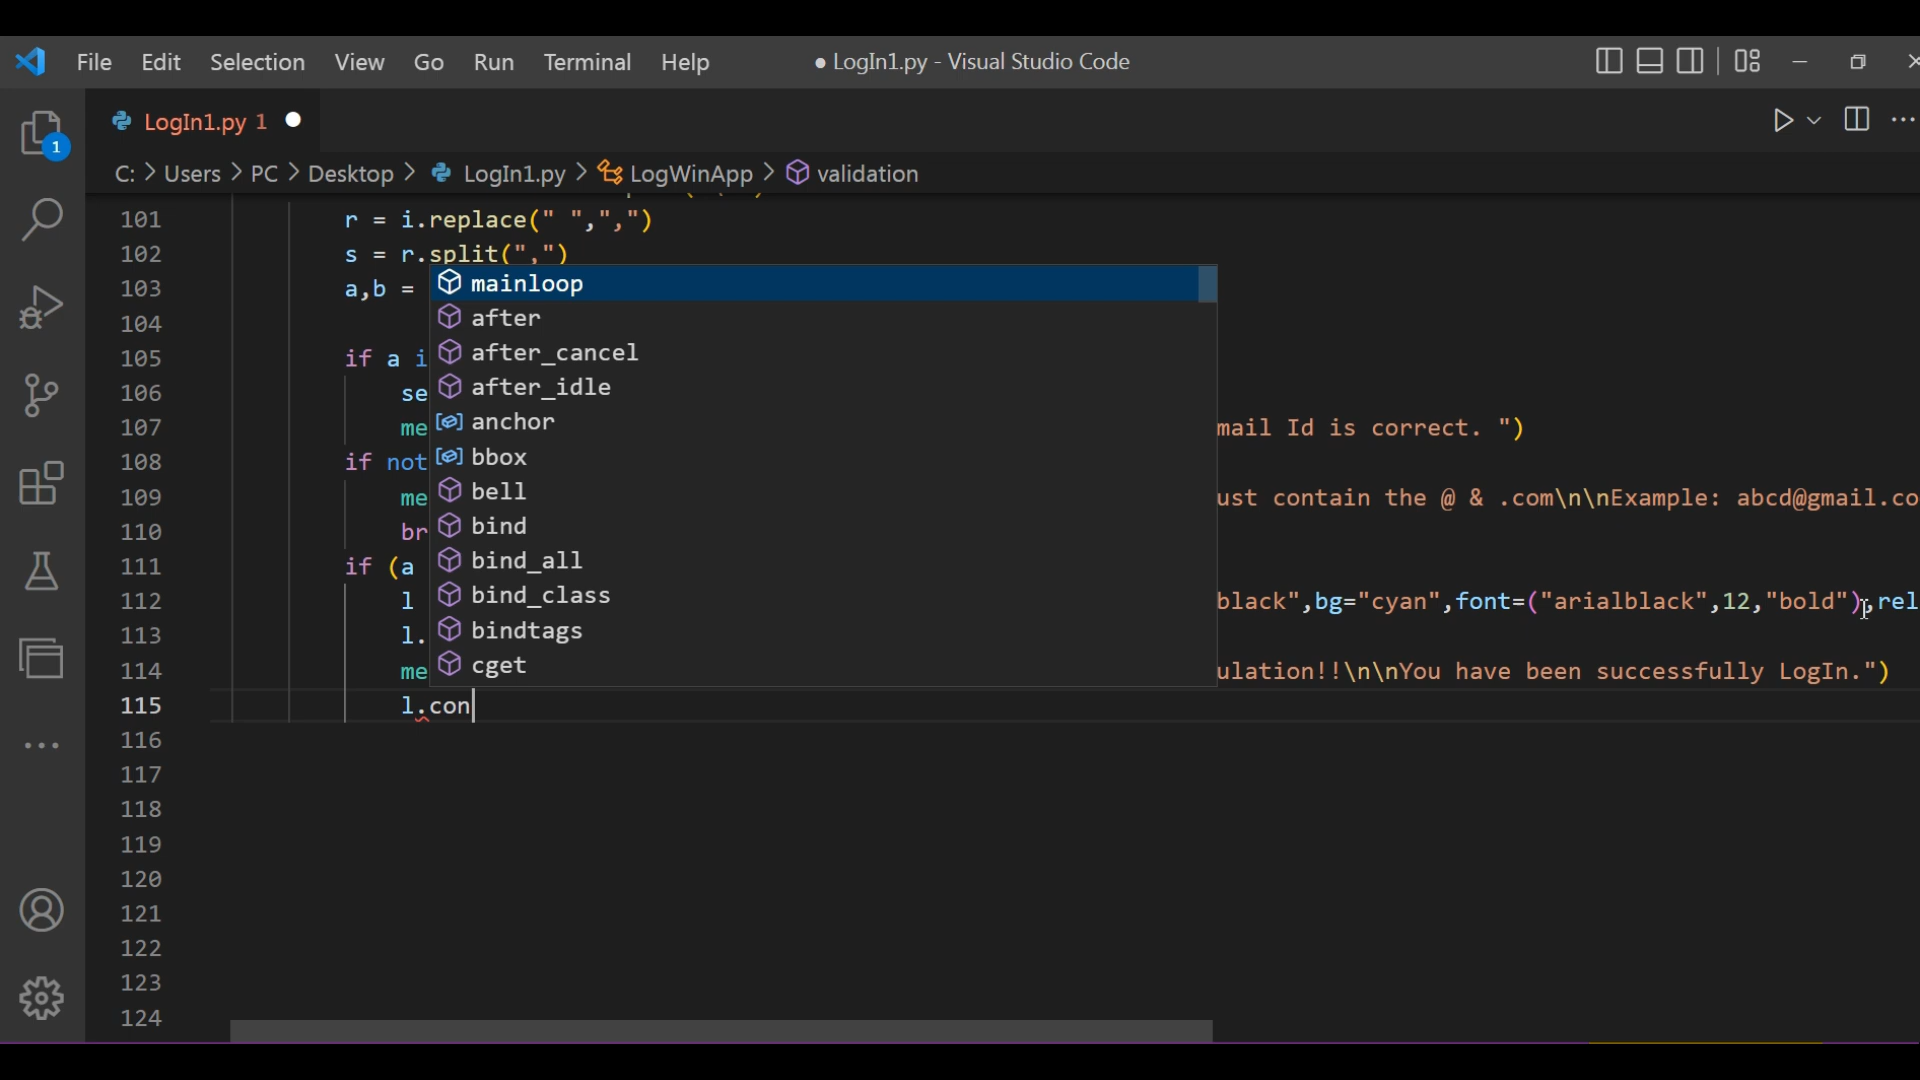 File Edit Selection View Go Run Terminal Help ● LogIn1.py - Visual Studio Code
LogIn1.py 1 ●
1
C: > Users > PC > Desktop > LogIn1.py > LogWinApp > validation
101 r = i.replace(" ",",")
102 s = r.split(",")
103 a,b =
mainloop
104
after
105 if a i
after_cancel
106 se
after_idle
107 me mail Id is correct. ")
anchor
108 if not
bbox
109 me ust contain the @ & .com\n\nExample: abcd@gmail.co
bell
110 br
bind
111 if (a
bind_all
112 l black",bg="cyan",font=("arialblack",12,"bold"),rel
bind_class
113 l.
bindtags
114 me ulation!!\n\nYou have been successfully LogIn.")
cget
115 l.con
116
117
118
119
120
121
122
123
124